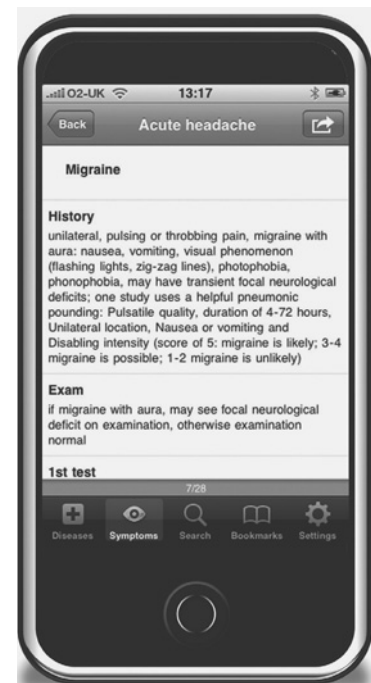 O2-UK 13:17
Back Acute headache
Migraine
History
unilateral, pulsing or throbbing pain, migraine with
aura: nausea, vomiting, visual phenomenon
(flashing lights, zig-zag lines), photophobia,
phonophobia, may have transient focal neurological
deficits; one study uses a helpful pneumonic
pounding: Pulsatile quality, duration of 4-72 hours,
Unilateral location, Nausea or vomiting and
Disabling intensity (score of 5: migraine is likely; 3-4
migraine is possible; 1-2 migraine is unlikely)
Exam
if migraine with aura, may see focal neurological
deficit on examination, otherwise examination
normal
1st test
7/28
Diseases Symptoms Search Bookmarks Settings